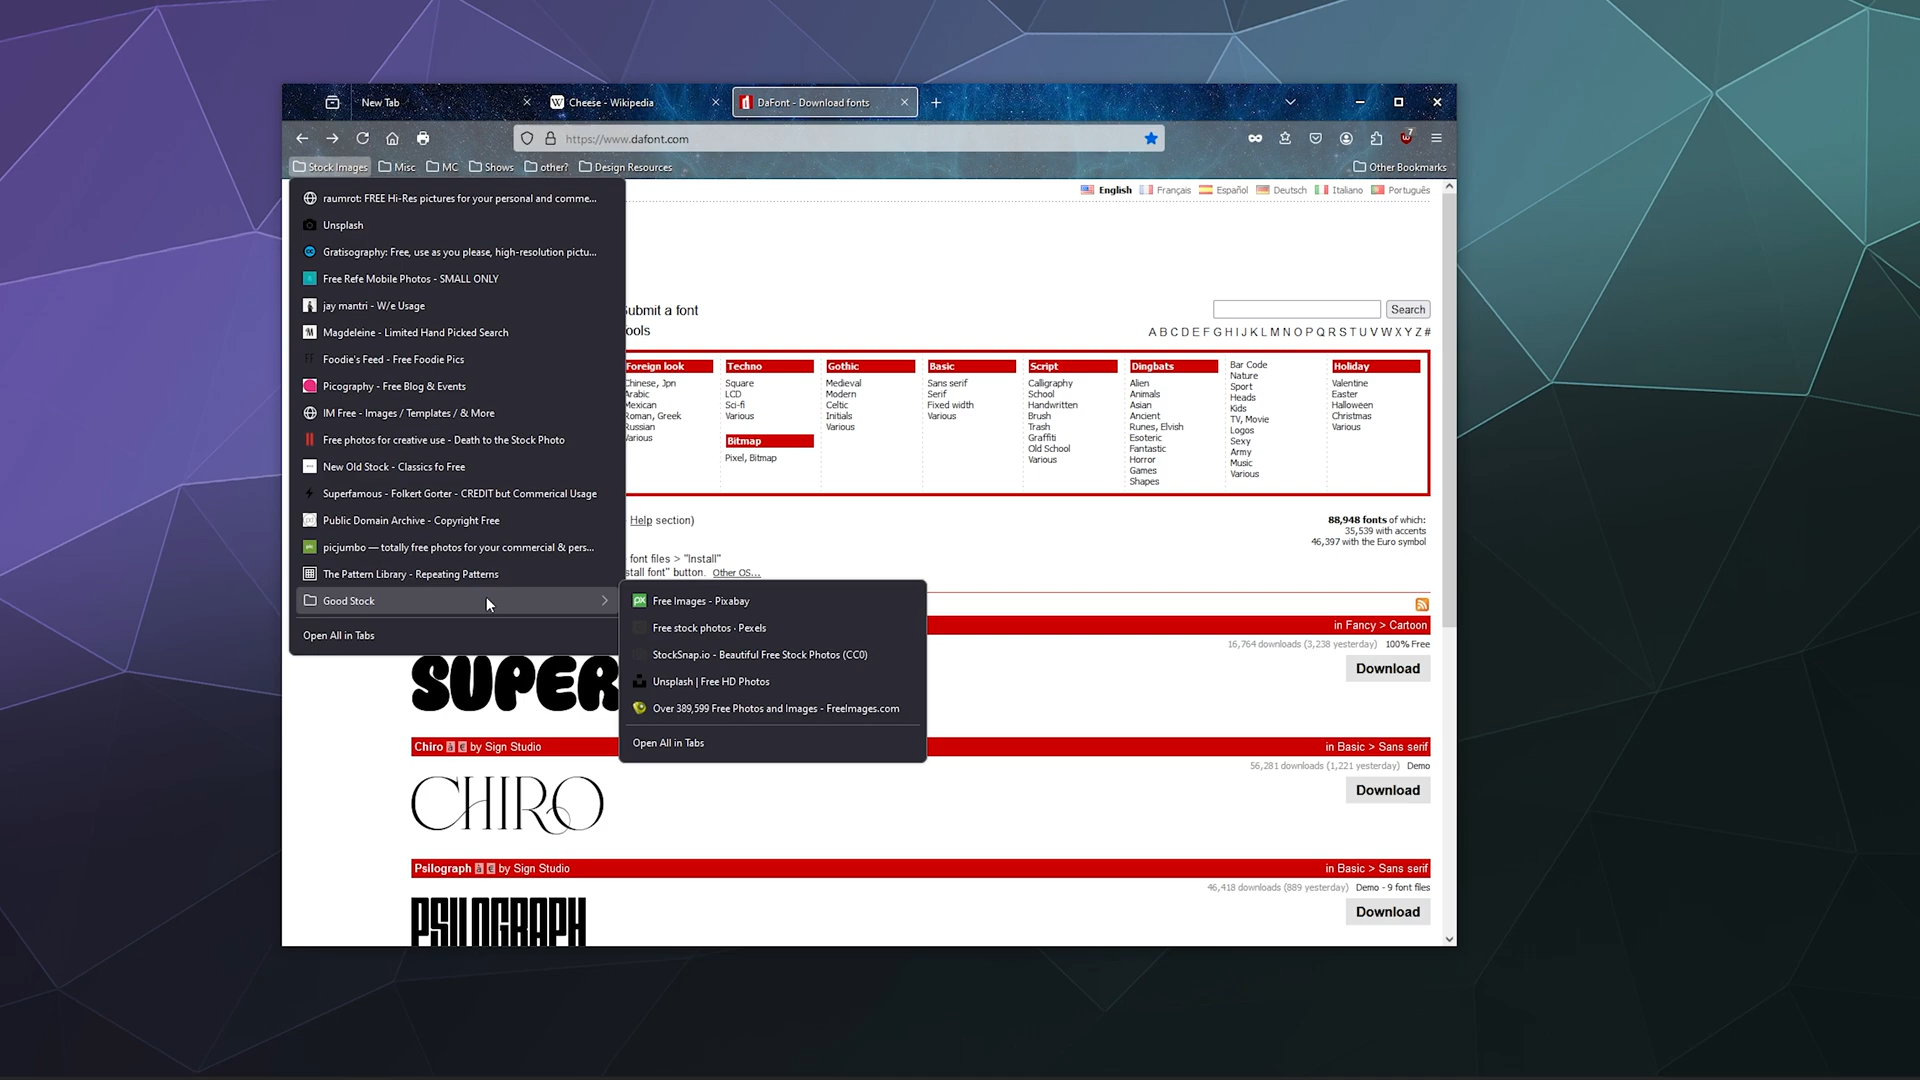 New Tab
Cheese - Wikipedia
DaFont - Download fonts
https://www.dafont.com
7
Stock Images
Misc
MC
Shows
other?
Design Resources
Other Bookmarks
raumrot: FREE Hi-Res pictures for your personal and comme...
Unsplash
Gratisography: Free, use as you please, high-resolution pictu...
Free Refe Mobile Photos - SMALL ONLY
jay mantri - W/e Usage
Magdeleine - Limited Hand Picked Search
Foodie's Feed - Free Foodie Pics
Picography - Free Blog & Events
IM Free - Images / Templates / & More
Free photos for creative use - Death to the Stock Photo
New Old Stock - Classics fo Free
Superfamous - Folkert Gorter - CREDIT but Commerical Usage
Public Domain Archive - Copyright Free
picjumbo — totally free photos for your commercial & pers...
The Pattern Library - Repeating Patterns
Good Stock
Open All in Tabs
Free Images - Pixabay
Free stock photos · Pexels
StockSnap.io - Beautiful Free Stock Photos (CC0)
Unsplash | Free HD Photos
Over 389,599 Free Photos and Images - FreeImages.com
Open All in Tabs
English Français Español Deutsch Italiano Português
ubmit a font
ools
Search
A B C D E F G H I J K L M N O P Q R S T U V W X Y Z #
Foreign look
Chinese, Jpn
Arabic
Mexican
Roman, Greek
Russian
Various
Techno
Square
LCD
Sci-fi
Various
Bitmap
Pixel, Bitmap
Gothic
Medieval
Modern
Celtic
Initials
Various
Basic
Sans serif
Serif
Fixed width
Various
Script
Calligraphy
School
Handwritten
Brush
Trash
Graffiti
Old School
Various
Dingbats
Alien
Animals
Asian
Ancient
Runes, Elvish
Esoteric
Fantastic
Horror
Games
Shapes
Bar Code
Nature
Sport
Heads
Kids
TV, Movie
Logos
Sexy
Army
Music
Various
Holiday
Valentine
Easter
Halloween
Christmas
Various
Help section)
88,948 fonts of which:
35,539 with accents
46,397 with the Euro symbol
font files > "Install"
stall font" button. Other OS...
in Fancy > Cartoon
16,764 downloads (3,238 yesterday) 100% Free
Download
SUPER
Chiro à € by Sign Studio
in Basic > Sans serif
56,281 downloads (1,221 yesterday) Demo
Download
CHIRO
Psilograph à € by Sign Studio
in Basic > Sans serif
46,418 downloads (889 yesterday) Demo - 9 font files
Download
PSILOGRAPH